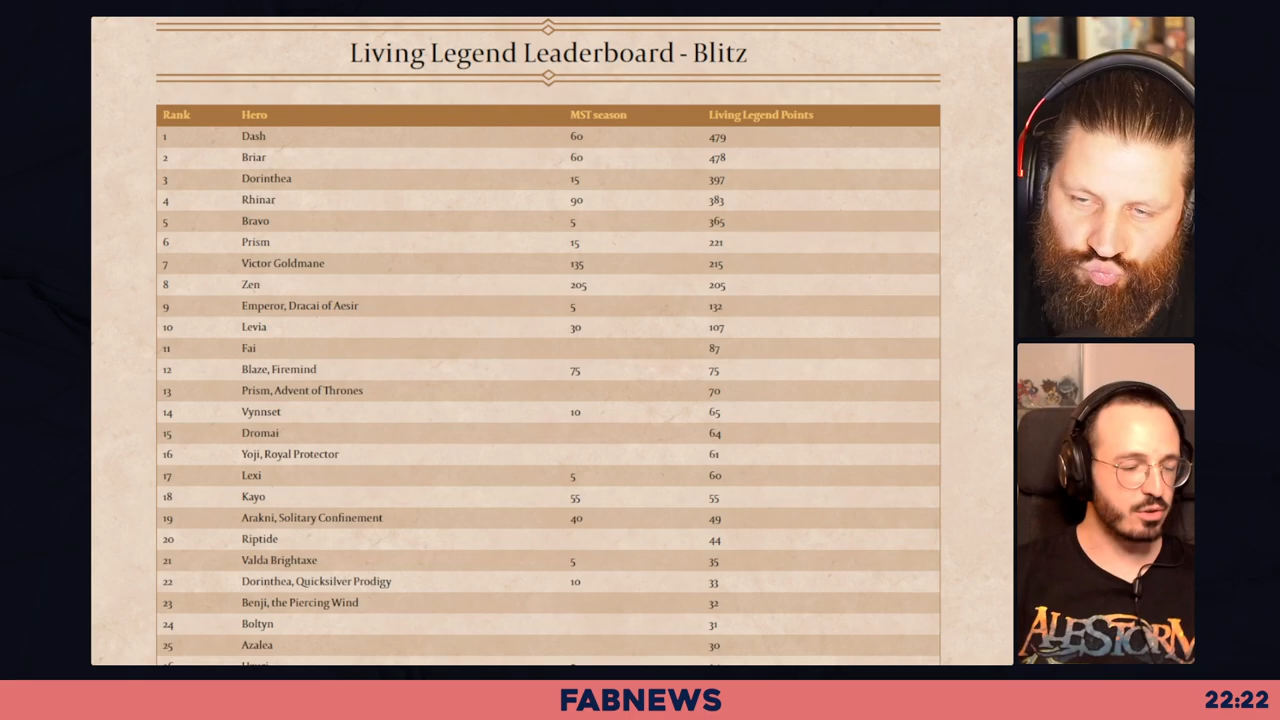 Living Legend Leaderboard - Blitz
Rank Hero MST season Living Legend Points
1 Dash 60 479
2 Briar 60 478
3 Dorinthea 15 397
4 Rhinar 90 383
5 Bravo 5 365
6 Prism 15 221
7 Victor Goldmane 135 215
8 Zen 205 205
9 Emperor, Dracai of Aesir 5 132
10 Levia 30 107
11 Fai 87
12 Blaze, Firemind 75 75
13 Prism, Advent of Thrones 70
14 Vynnset 10 65
15 Dromai 64
16 Yoji, Royal Protector 61
17 Lexi 5 60
18 Kayo 55 55
19 Arakni, Solitary Confinement 40 49
20 Riptide 44
21 Valda Brightaxe 5 35
22 Dorinthea, Quicksilver Prodigy 10 33
23 Benji, the Piercing Wind 32
24 Boltyn 31
25 Azalea 30
ALESTORM
FABNEWS
22:22